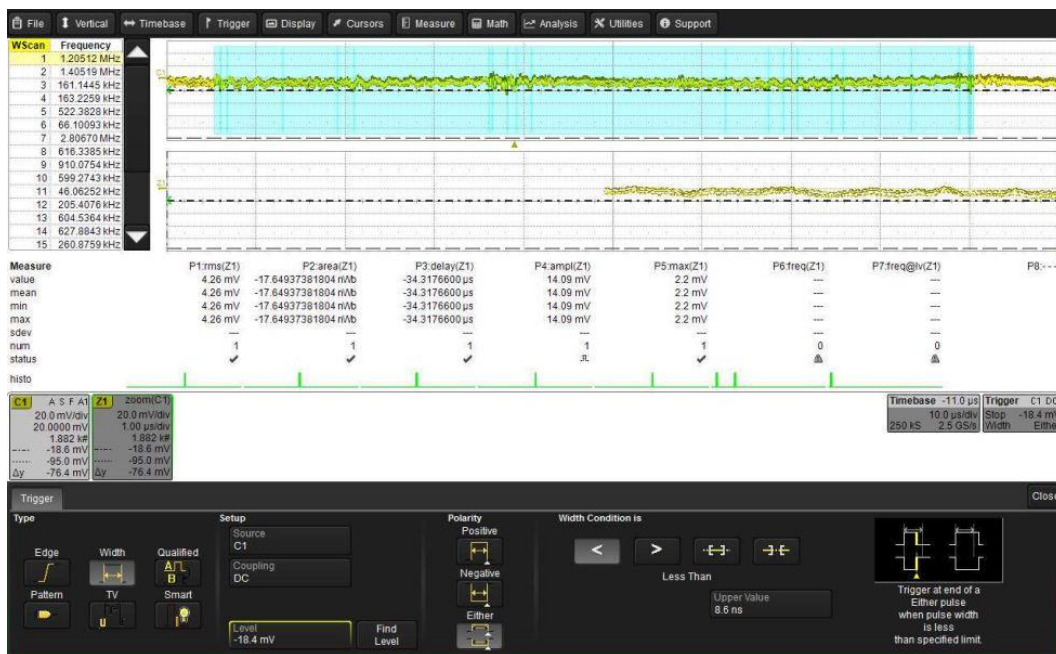 File Vertical Timebase Trigger Display Cursors Measure Math Analysis Utilities Support
WScan Frequency
1 1.20512 MHz
2 1.40519 MHz
3 161.1445 kHz
4 163.2259 kHz
5 522.3828 kHz
6 66.10093 kHz
7 2.80670 MHz
8 616.3385 kHz
9 910.0754 kHz
10 599.2743 kHz
11 46.06252 kHz
12 205.4076 kHz
13 604.5364 kHz
14 627.8843 kHz
15 260.8759 kHz
C1
Z1
Measure P1:rms(Z1) P2:area(Z1) P3:delay(Z1) P4:ampl(Z1) P5:max(Z1) P6:freq(Z1) P7:freq@lv(Z1) P8:---
value 4.26 mV -17.64937381804 nWb -34.3176600 µs 14.09 mV 2.2 mV --- ---
mean 4.26 mV -17.64937381804 nWb -34.3176600 µs 14.09 mV 2.2 mV --- ---
min 4.26 mV -17.64937381804 nWb -34.3176600 µs 14.09 mV 2.2 mV --- ---
max 4.26 mV -17.64937381804 nWb -34.3176600 µs 14.09 mV 2.2 mV --- ---
sdev --- --- --- --- --- --- ---
num 1 1 1 1 1 0 0
status
histo
C1 A S F A1
20.0 mV/div
20.0000 mV
1.882 k#
-18.6 mV
-95.0 mV
Δy -76.4 mV
Z1 zoom(C1)
20.0 mV/div
1.00 µs/div
1.882 k#
-18.6 mV
-95.0 mV
Δy -76.4 mV
Timebase -11.0 µs
10.0 µs/div
250 kS 2.5 GS/s
Trigger C1 DC
Stop -18.4 mV
Width Either
Trigger
Close
Type
Edge Width Qualified
A
B
Pattern TV Smart
Setup
Source
C1
Coupling
DC
Level
-18.4 mV
Find
Level
Polarity
Positive
Negative
Either
Width Condition is
< >
Less Than
Upper Value
8.6 ns
Trigger at end of a
Either pulse
when pulse width
is less
than specified limit.